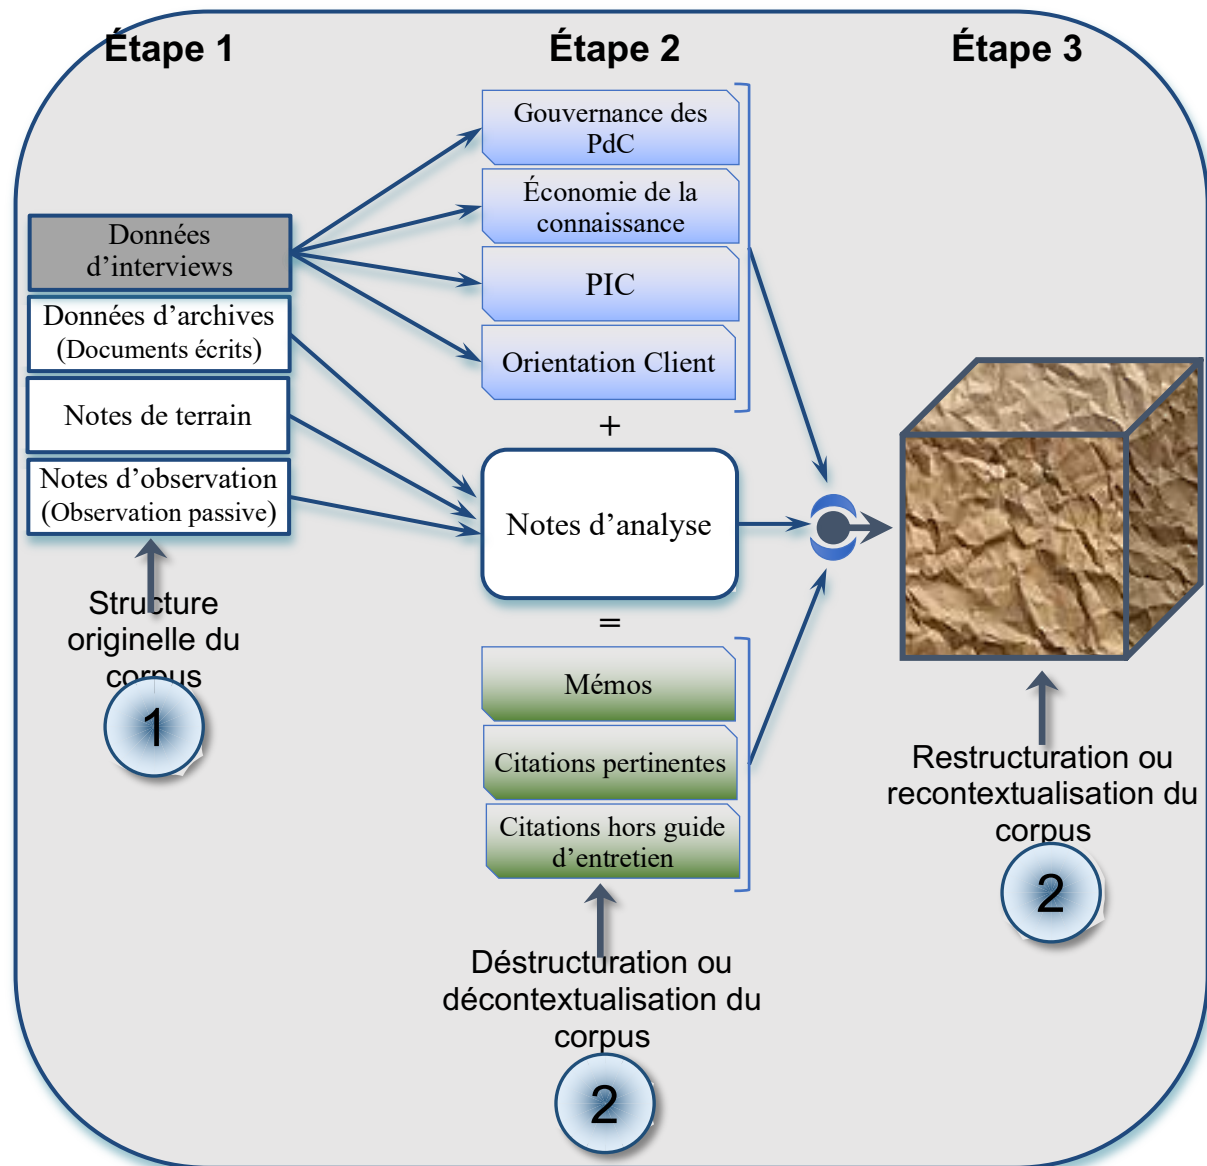 Étape 1
Étape 2
Étape 3
Données
d’interviews
Données d’archives
(Documents écrits)
Notes de terrain
Notes d’observation
(Observation passive)
Structure
originelle du
corpus
1
Gouvernance des
PdC
Économie de la
connaissance
PIC
Orientation Client
+
Notes d’analyse
=
Mémos
Citations pertinentes
Citations hors guide
d’entretien
Déstructuration ou
décontextualisation du
corpus
2
Restructuration ou
recontextualisation du
corpus
2